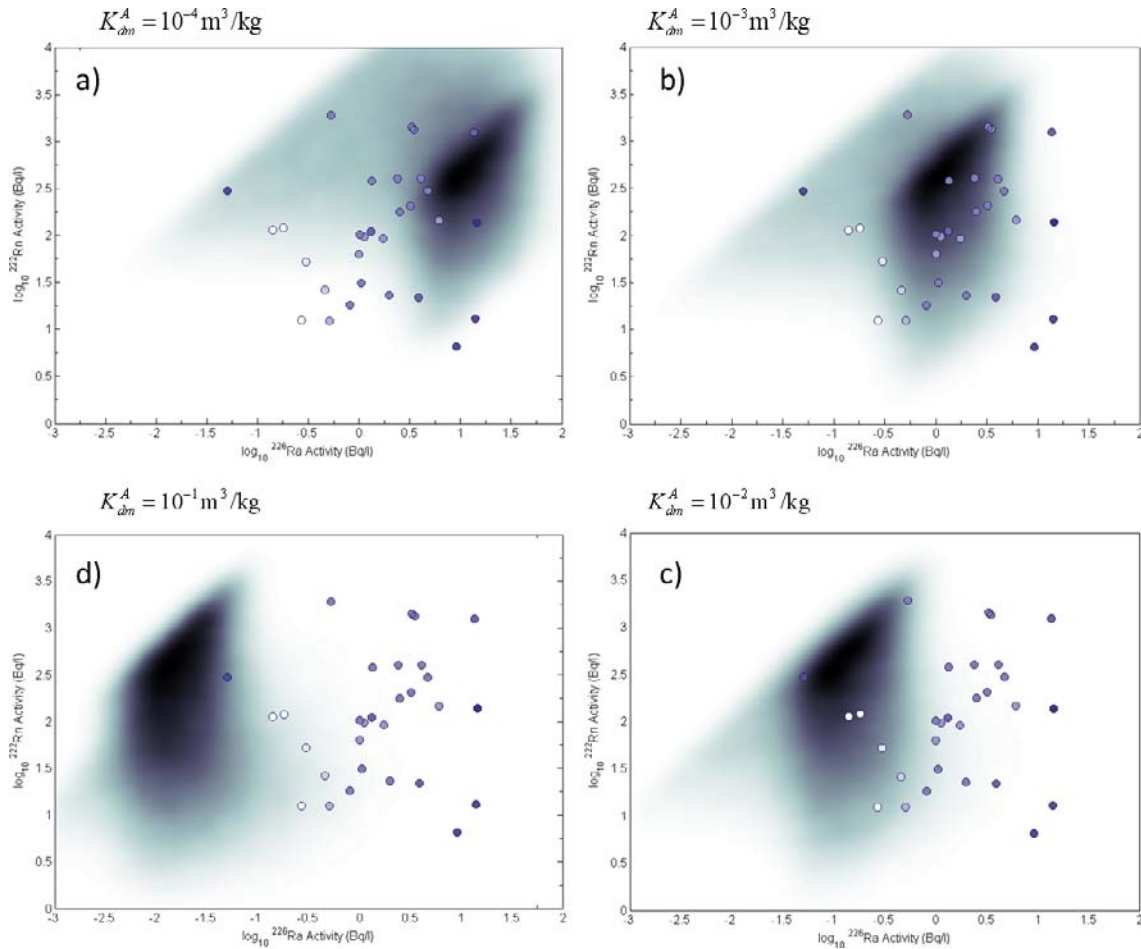 K_{dm}^{A} = 10^{-4} m^3/kg
K_{dm}^{A} = 10^{-3} m^3/kg
a)
4
3.5
3
2.5
2
1.5
1
0.5
0
-3 -2.5 -2 -1.5 -1 -0.5 0 0.5 1 1.5 2
log10 222Rn Activity (Bq/l)
log10 226Ra Activity (Bq/l)
b)
4
3.5
3
2.5
2
1.5
1
0.5
0
-3 -2.5 -2 -1.5 -1 -0.5 0 0.5 1 1.5 2
log10 222Rn Activity (Bq/l)
log10 226Ra Activity (Bq/l)
K_{dm}^{A} = 10^{-1} m^3/kg
K_{dm}^{A} = 10^{-2} m^3/kg
d)
4
3.5
3
2.5
2
1.5
1
0.5
0
-3 -2.5 -2 -1.5 -1 -0.5 0 0.5 1 1.5 2
log10 222Rn Activity (Bq/l)
log10 226Ra Activity (Bq/l)
c)
4
3.5
3
2.5
2
1.5
1
0.5
0
-3 -2.5 -2 -1.5 -1 -0.5 0 0.5 1 1.5 2
log10 222Rn Activity (Bq/l)
log10 226Ra Activity (Bq/l)